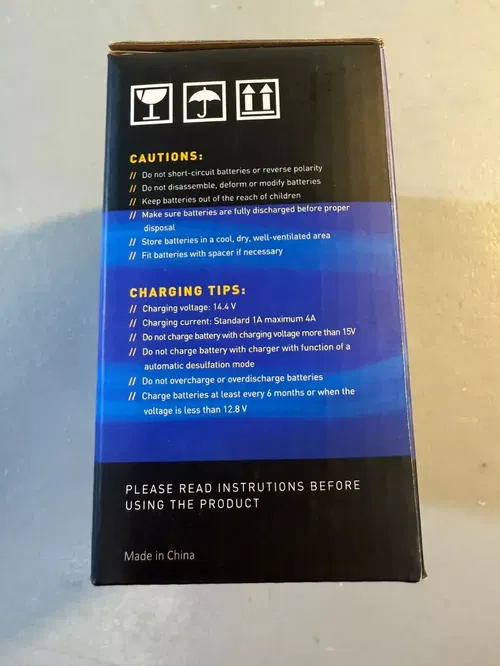 CAUTIONS:
// Do not short-circuit batteries or reverse polarity
// Do not disassemble, deform or modify batteries
// Keep batteries out of the reach of children
// Make sure batteries are fully discharged before proper
disposal
// Store batteries in a cool, dry, well-ventilated area
// Fit batteries with spacer if necessary
CHARGING TIPS:
// Charging voltage: 14.4 V
// Charging current: Standard 1A maximum 4A
// Do not charge battery with charging voltage more than 15V
// Do not charge battery with charger with function of a
automatic desulfation mode
// Do not overcharge or overdischarge batteries
// Charge batteries at least every 6 months or when the
voltage is less than 12.8 V
PLEASE READ INSTRUTIONS BEFORE
USING THE PRODUCT
Made in China